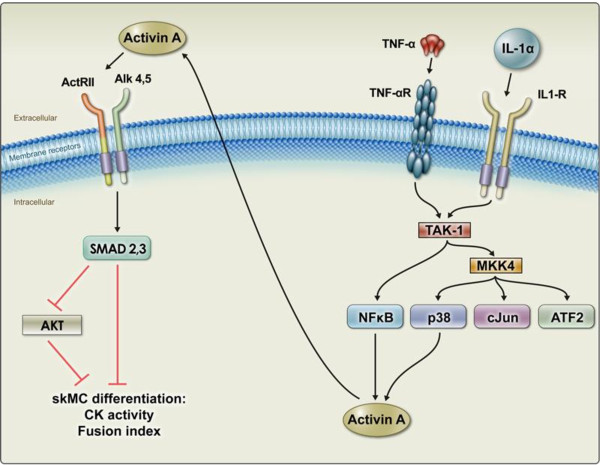 Activin A
TNF-α
IL-1α
ActRII
Alk 4,5
TNF-αR
IL1-R
Extracellular
Membrane receptors
Intracellular
TAK-1
SMAD 2,3
MKK4
AKT
NFκB
p38
cJun
ATF2
skMC differentiation:
CK activity
Fusion index
Activin A